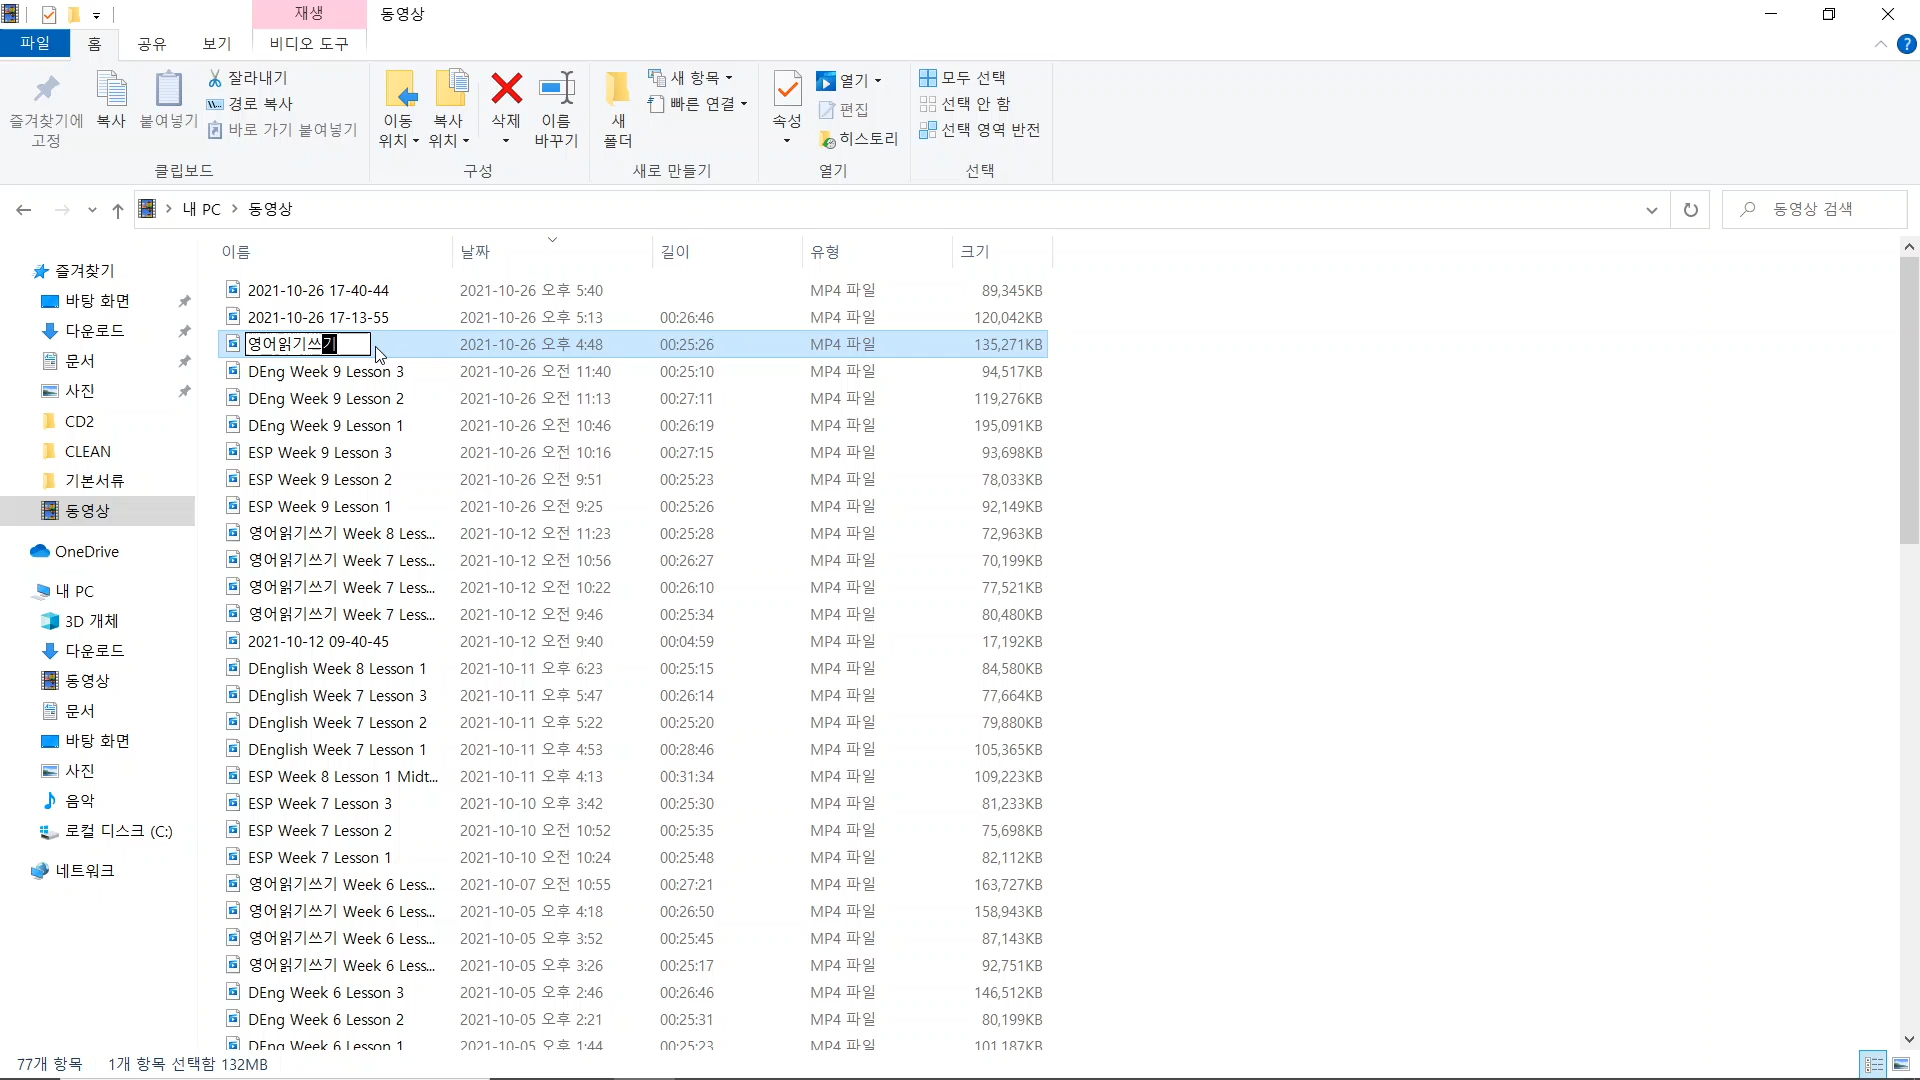 재생
동영상
파일
홈
공유
보기
비디오 도구
즐겨찾기에 고정
복사
붙여넣기
잘라내기
경로 복사
바로 가기 붙여넣기
클립보드
이동 위치
복사 위치
삭제
이름 바꾸기
구성
새 폴더
새 항목
빠른 연결
새로 만들기
속성
열기
편집
히스토리
열기
모두 선택
선택 안 함
선택 영역 반전
선택
내 PC > 동영상
동영상 검색
이름 날짜 길이 유형 크기
즐겨찾기
바탕 화면
다운로드
문서
사진
CD2
CLEAN
기본서류
동영상
OneDrive
내 PC
3D 개체
다운로드
동영상
문서
바탕 화면
사진
음악
로컬 디스크 (C:)
네트워크
2021-10-26 17-40-44 2021-10-26 오후 5:40 MP4 파일 89,345KB
2021-10-26 17-13-55 2021-10-26 오후 5:13 00:26:46 MP4 파일 120,042KB
영어읽기쓰기 2021-10-26 오후 4:48 00:25:26 MP4 파일 135,271KB
DEng Week 9 Lesson 3 2021-10-26 오전 11:40 00:25:10 MP4 파일 94,517KB
DEng Week 9 Lesson 2 2021-10-26 오전 11:13 00:27:11 MP4 파일 119,276KB
DEng Week 9 Lesson 1 2021-10-26 오전 10:46 00:26:19 MP4 파일 195,091KB
ESP Week 9 Lesson 3 2021-10-26 오전 10:16 00:27:15 MP4 파일 93,698KB
ESP Week 9 Lesson 2 2021-10-26 오전 9:51 00:25:23 MP4 파일 78,033KB
ESP Week 9 Lesson 1 2021-10-26 오전 9:25 00:25:26 MP4 파일 92,149KB
영어읽기쓰기 Week 8 Less... 2021-10-12 오전 11:23 00:25:28 MP4 파일 72,963KB
영어읽기쓰기 Week 7 Less... 2021-10-12 오전 10:56 00:26:27 MP4 파일 70,199KB
영어읽기쓰기 Week 7 Less... 2021-10-12 오전 10:22 00:26:10 MP4 파일 77,521KB
영어읽기쓰기 Week 7 Less... 2021-10-12 오전 9:46 00:25:34 MP4 파일 80,480KB
2021-10-12 09-40-45 2021-10-12 오전 9:40 00:04:59 MP4 파일 17,192KB
DEnglish Week 8 Lesson 1 2021-10-11 오후 6:23 00:25:15 MP4 파일 84,580KB
DEnglish Week 7 Lesson 3 2021-10-11 오후 5:47 00:26:14 MP4 파일 77,664KB
DEnglish Week 7 Lesson 2 2021-10-11 오후 5:22 00:25:20 MP4 파일 79,880KB
DEnglish Week 7 Lesson 1 2021-10-11 오후 4:53 00:28:46 MP4 파일 105,365KB
ESP Week 8 Lesson 1 Midt... 2021-10-11 오후 4:13 00:31:34 MP4 파일 109,223KB
ESP Week 7 Lesson 3 2021-10-10 오후 3:42 00:25:30 MP4 파일 81,233KB
ESP Week 7 Lesson 2 2021-10-10 오전 10:52 00:25:35 MP4 파일 75,698KB
ESP Week 7 Lesson 1 2021-10-10 오전 10:24 00:25:48 MP4 파일 82,112KB
영어읽기쓰기 Week 6 Less... 2021-10-07 오전 10:55 00:27:21 MP4 파일 163,727KB
영어읽기쓰기 Week 6 Less... 2021-10-05 오후 4:18 00:26:50 MP4 파일 158,943KB
영어읽기쓰기 Week 6 Less... 2021-10-05 오후 3:52 00:25:45 MP4 파일 87,143KB
영어읽기쓰기 Week 6 Less... 2021-10-05 오후 3:26 00:25:17 MP4 파일 92,751KB
DEng Week 6 Lesson 3 2021-10-05 오후 2:46 00:26:46 MP4 파일 146,512KB
DEng Week 6 Lesson 2 2021-10-05 오후 2:21 00:25:31 MP4 파일 80,199KB
DEng Week 6 Lesson 1 2021-10-05 오후 1:44 00:25:23 MP4 파일 101,187KB
77개 항목 1개 항목 선택함 132MB